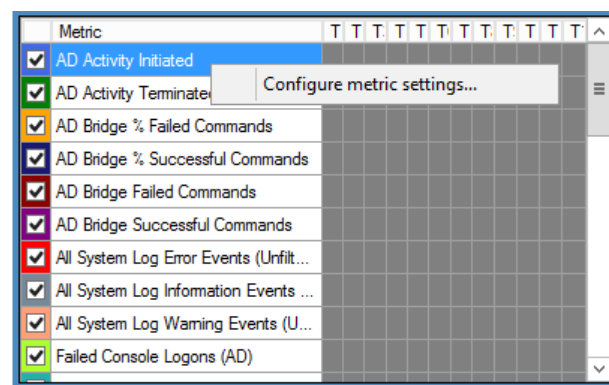 Metric T T T. T T T( T T. T: T T T'
AD Activity Initiated
Configure metric settings...
AD Activity Terminate
AD Bridge % Failed Commands
AD Bridge % Successful Commands
AD Bridge Failed Commands
AD Bridge Successful Commands
All System Log Error Events (Unfilt...
All System Log Information Events ...
All System Log Warning Events (U...
Failed Console Logons (AD)